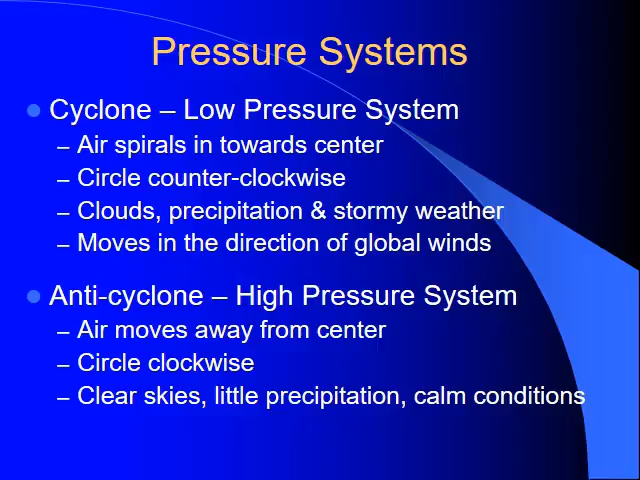 Pressure Systems
Cyclone – Low Pressure System
– Air spirals in towards center
– Circle counter-clockwise
– Clouds, precipitation & stormy weather
– Moves in the direction of global winds
Anti-cyclone – High Pressure System
– Air moves away from center
– Circle clockwise
– Clear skies, little precipitation, calm conditions